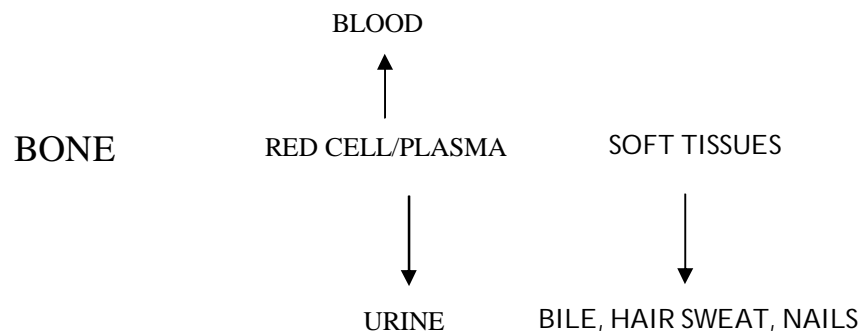 BLOOD
BONE
RED CELL/PLASMA
SOFT TISSUES
URINE
BILE, HAIR SWEAT, NAILS